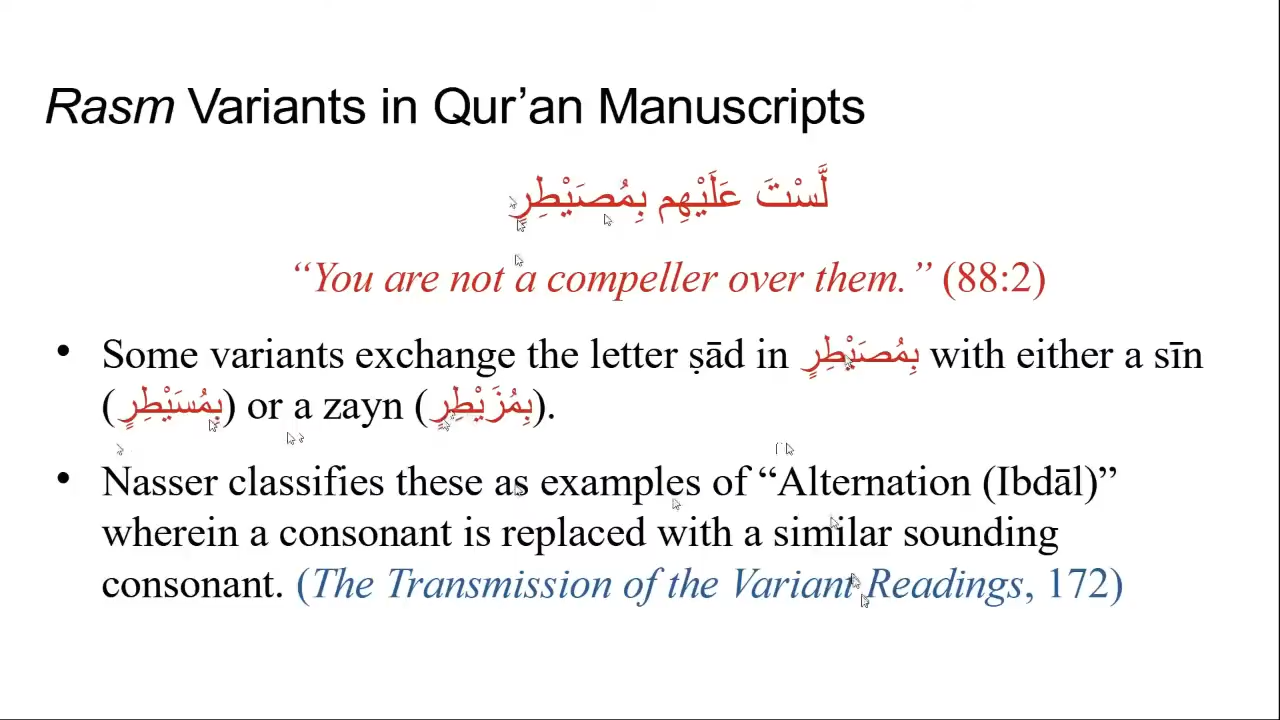 Rasm Variants in Qur’an Manuscripts
لَّسْتَ عَلَيْهِم بِمُصَيْطِرٍ
“You are not a compeller over them.” (88:2)
• Some variants exchange the letter ṣād in بِمُصَيْطِرٍ with either a sīn
(بِمُسَيْطِرٍ) or a zayn (بِمُزَيْطِرٍ).
• Nasser classifies these as examples of “Alternation (Ibdāl)”
wherein a consonant is replaced with a similar sounding
consonant. (The Transmission of the Variant Readings, 172)